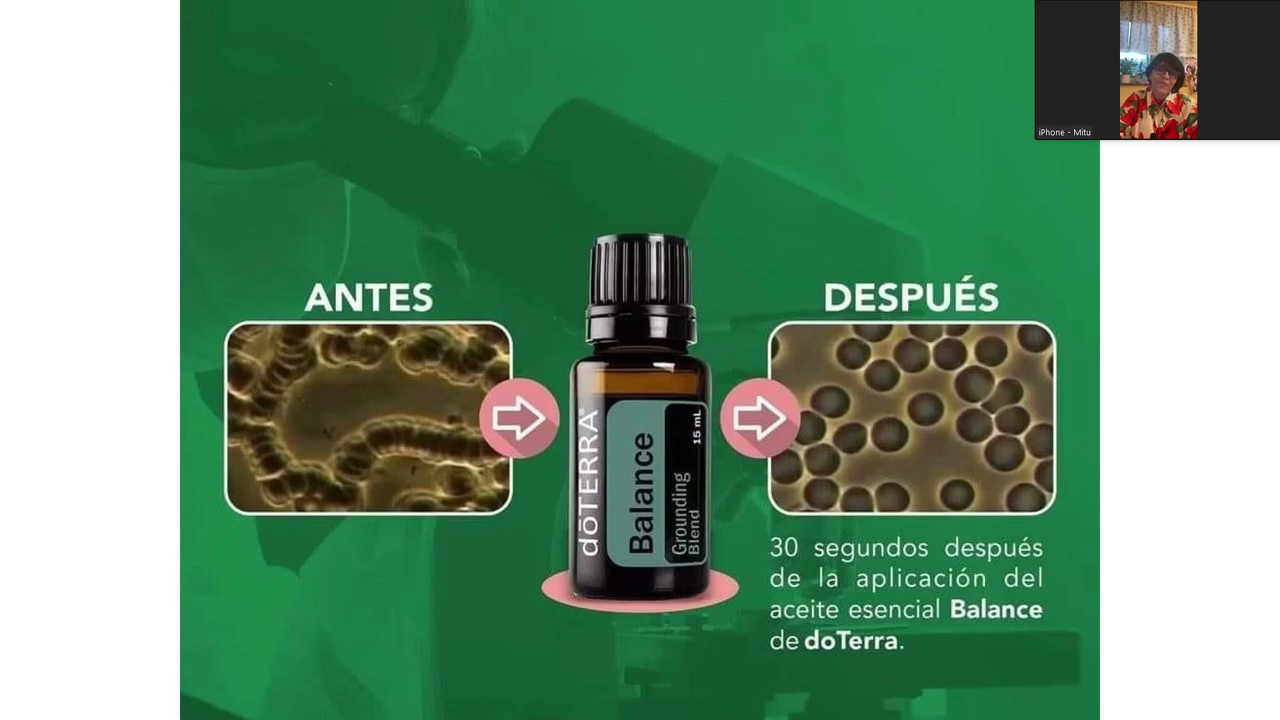 iPhone - Mitu
ANTES
DESPUÉS
dōTERRA®
Balance
Grounding
Blend
15 mL
30 segundos después
de la aplicación del
aceite esencial Balance
de doTerra.